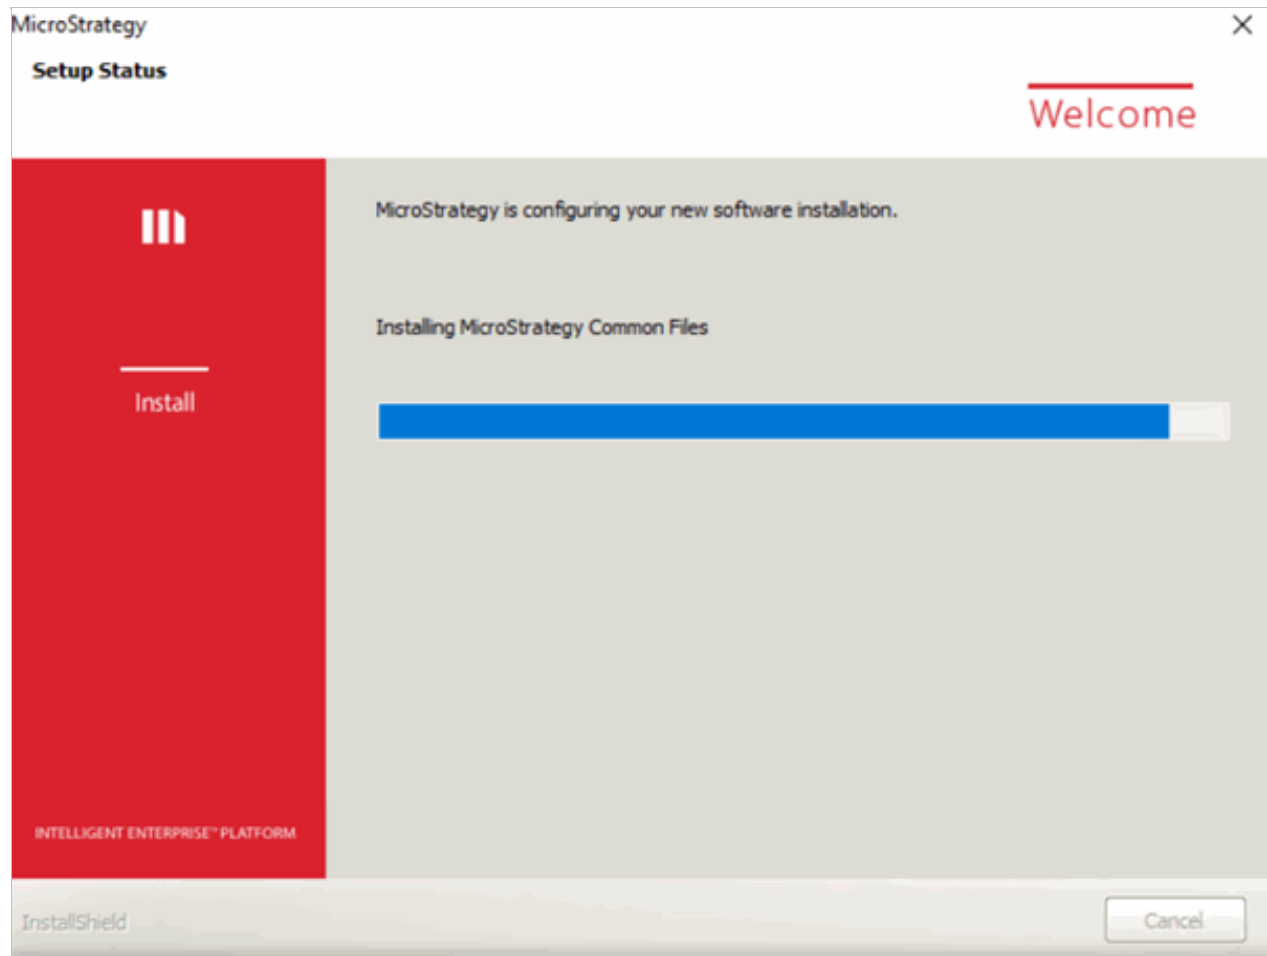 MicroStrategy
Setup Status
Welcome
MicroStrategy is configuring your new software installation.
Installing MicroStrategy Common Files
Install
INTELLIGENT ENTERPRISE™ PLATFORM
InstallShield
Cancel